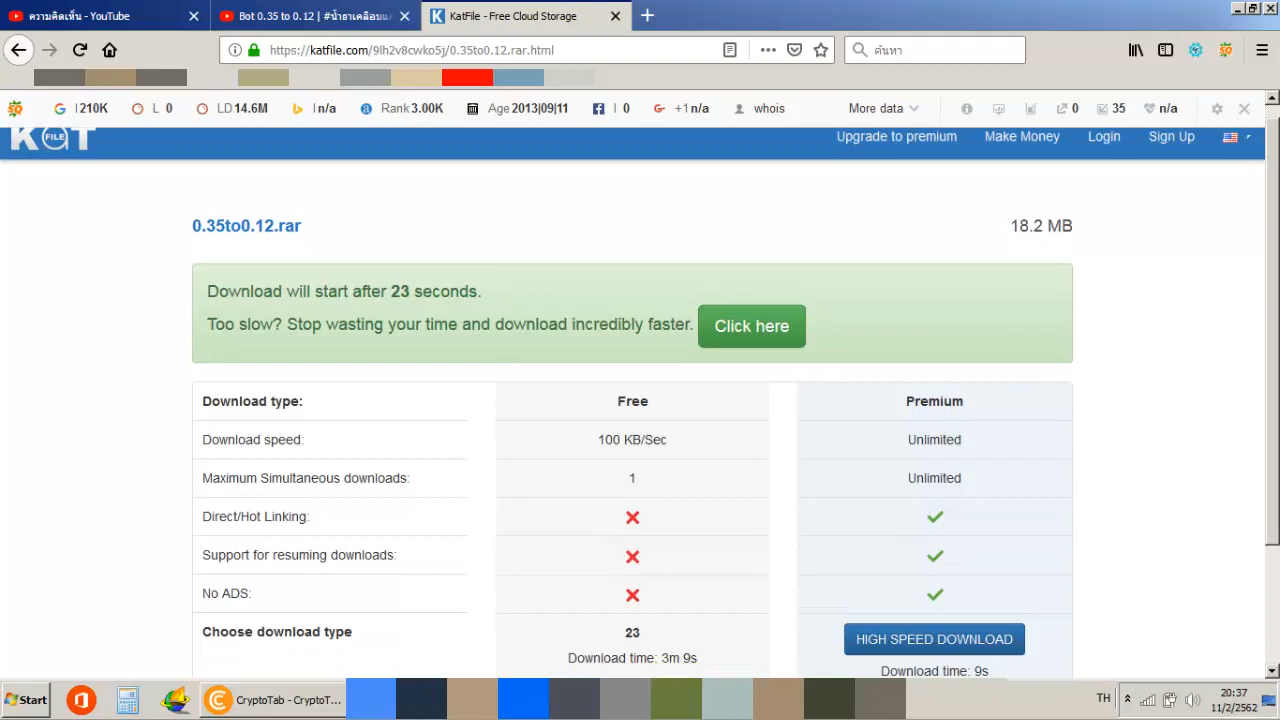 ความคิดเห็น - YouTube
Bot 0.35 to 0.12 | #น้ำยาเคลือบแ
KatFile - Free Cloud Storage
https://katfile.com/9lh2v8cwko5j/0.35to0.12.rar.html
ค้นหา
I 210K
L 0
LD 14.6M
I n/a
Rank 3.00K
Age 2013|09|11
I 0
+1 n/a
whois
More data
0
35
n/a
KAT FILE
Upgrade to premium
Make Money
Login
Sign Up
0.35to0.12.rar
18.2 MB
Download will start after 23 seconds.
Too slow? Stop wasting your time and download incredibly faster.
Click here
Download type:
Free
Premium
Download speed:
100 KB/Sec
Unlimited
Maximum Simultaneous downloads:
1
Unlimited
Direct/Hot Linking:
Support for resuming downloads:
No ADS:
Choose download type
23
HIGH SPEED DOWNLOAD
Download time: 3m 9s
Download time: 9s
Start
CryptoTab - CryptoT...
TH
20:37
11/2/2562